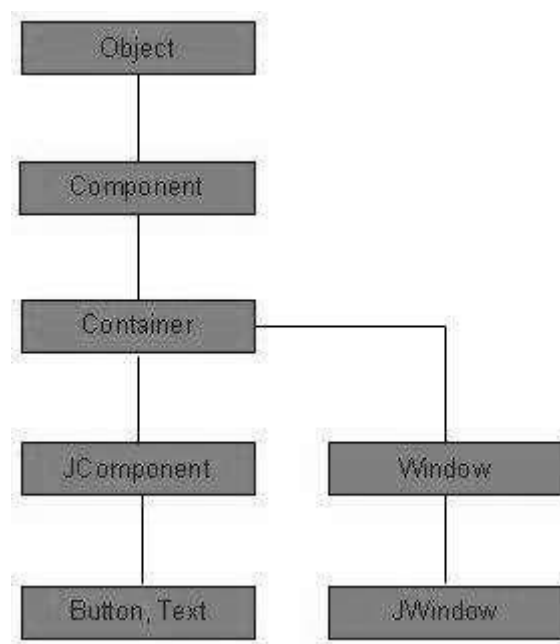 Object
Component
Container
JComponent
Window
Button, Text
JWindow